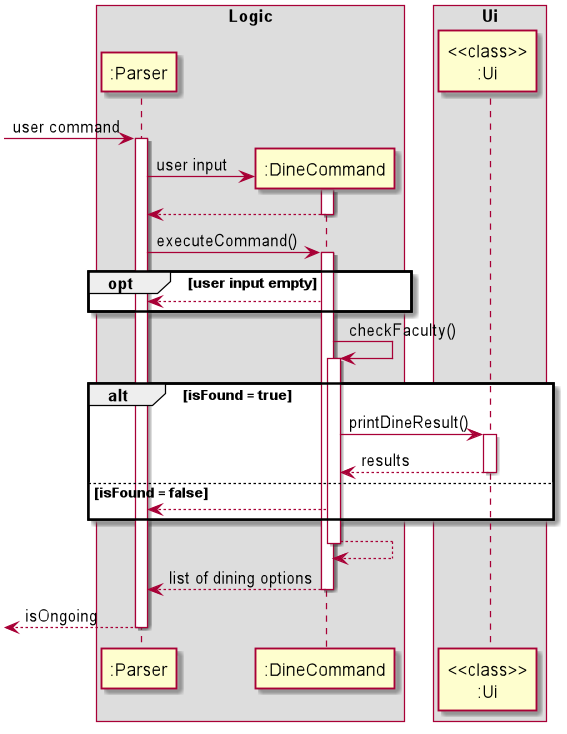 Logic
Ui
:Parser
<<class>>
:Ui
user command
user input
:DineCommand
executeCommand()
opt
[user input empty]
checkFaculty()
alt
[isFound = true]
printDineResult()
results
[isFound = false]
list of dining options
isOngoing
:Parser
:DineCommand
<<class>>
:Ui